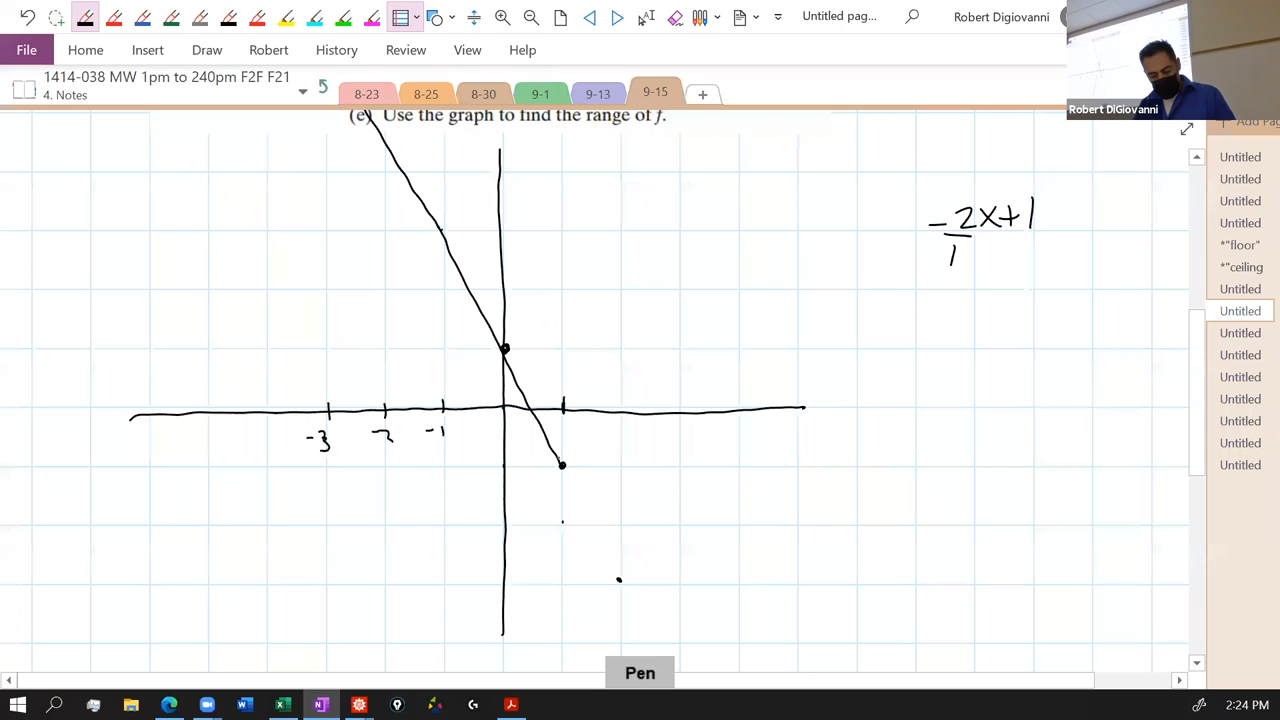 Untitled pag...
Robert Digiovanni
File
Home
Insert
Draw
Robert
History
Review
View
Help
1414-038 MW 1pm to 240pm F2F F21
4. Notes
8-23
8-25
8-30
9-1
9-13
9-15
Robert DiGiovanni
Add Pag
(e) Use the graph to find the range of f.
-2x+1
1
-3
-2
-1
Untitled
Untitled
Untitled
Untitled
*"floor"
*"ceiling
Untitled
Untitled
Untitled
Untitled
Untitled
Untitled
Untitled
Untitled
Untitled
Pen
2:24 PM